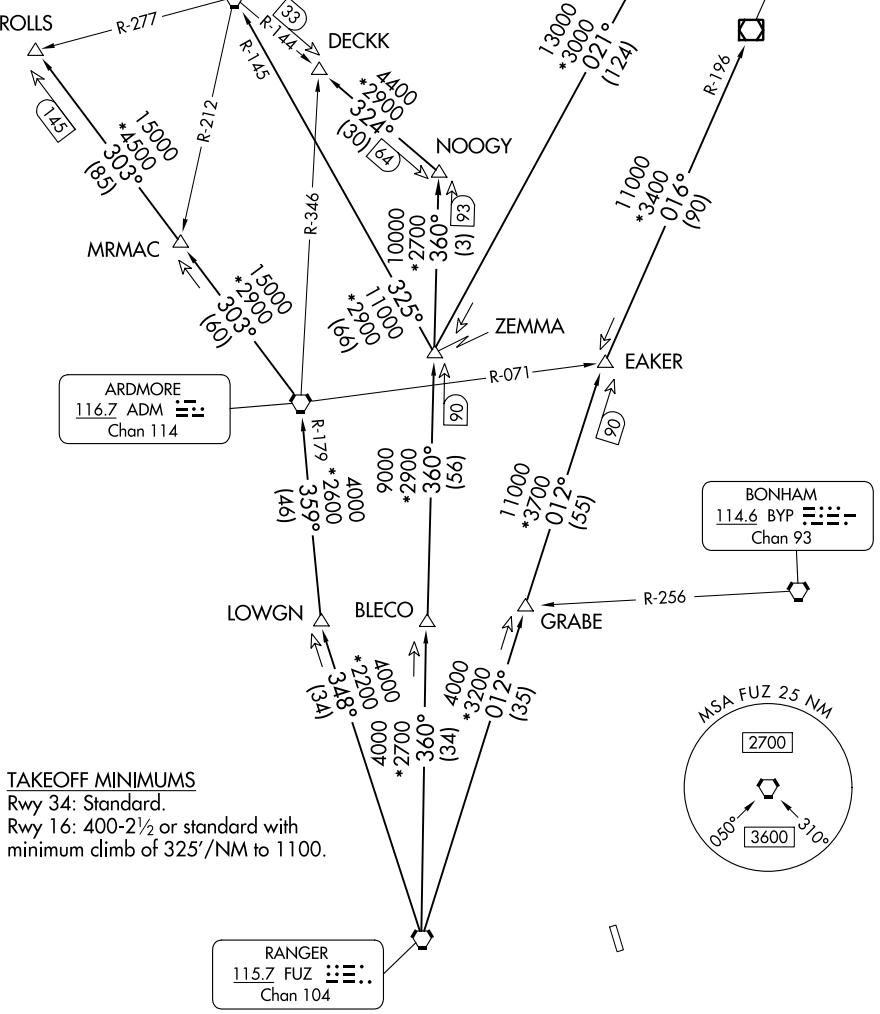 ROLLS
R-277
33
R-144
DECKK
R-145
13000
*3000
021°
(124)
R-196
145
15000
*4500
303°
(85)
R-212
4400
*2900
324°
(30)
64
NOOGY
93
R-346
10000
*2700
360°
(3)
11000
*3400
016°
(90)
MRMAC
15000
*2900
303°
(60)
325°
11000
*2900
(66)
ZEMMA
EAKER
R-071
ARDMORE
116.7 ADM
Chan 114
90
90
R-179
4000
*2600
359°
(46)
9000
*2900
360°
(56)
11000
*3700
012°
(55)
BONHAM
114.6 BYP
Chan 93
R-256
LOWGN
BLECO
GRABE
4000
*2200
348°
(34)
4000
*2700
360°
(34)
4000
*3200
012°
(35)
MSA FUZ 25 NM
2700
050°
310°
3600
TAKEOFF MINIMUMS
Rwy 34: Standard.
Rwy 16: 400-2½ or standard with
minimum climb of 325'/NM to 1100.
RANGER
115.7 FUZ
Chan 104